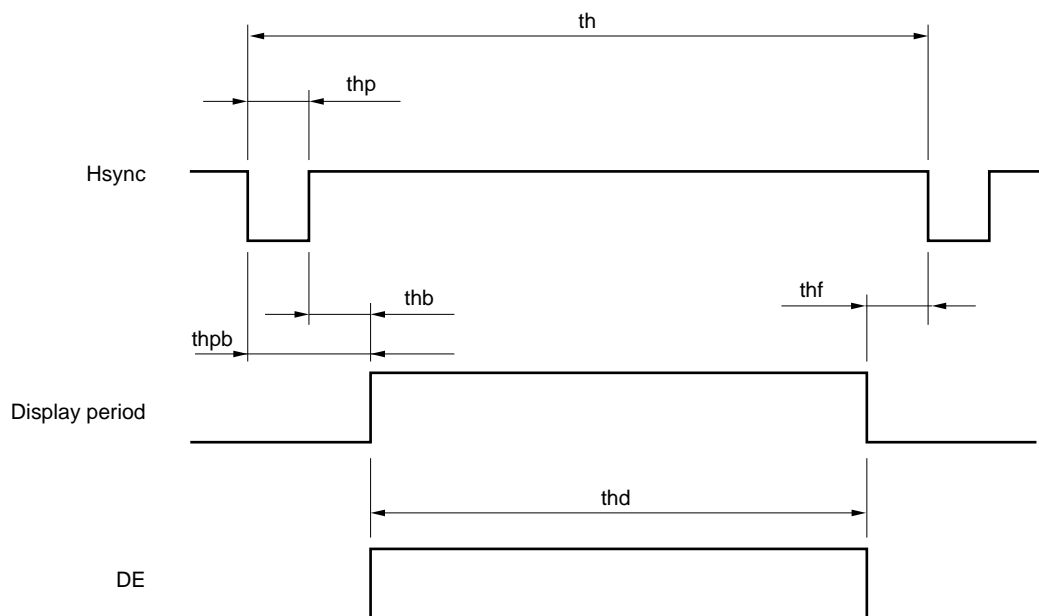 th
thp
Hsync
thf
thb
thpb
Display period
thd
DE